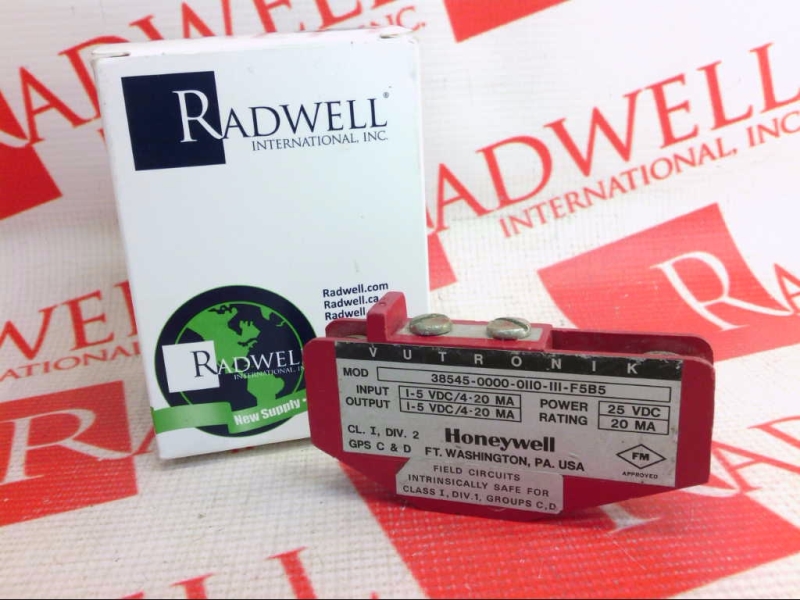 RADWELL®
INTERNATIONAL, INC.
RADWELL
INTERNATIONAL, INC.
Radwell.com
Radwell.ca
Radwell
RADWELL
INTERNATIONAL, IN
New Supply
VUTRONIK
MOD 38545-0000-0110-111-F5B5
INPUT 1-5 VDC/4-20 MA
OUTPUT 1-5 VDC/4-20 MA
POWER RATING 25 VDC
20 MA
CL. I, DIV. 2
GPS C & D
Honeywell
FT. WASHINGTON, PA. USA
FM
APPROVED
FIELD CIRCUITS
INTRINSICALLY SAFE FOR
CLASS I, DIV.1, GROUPS C,D.